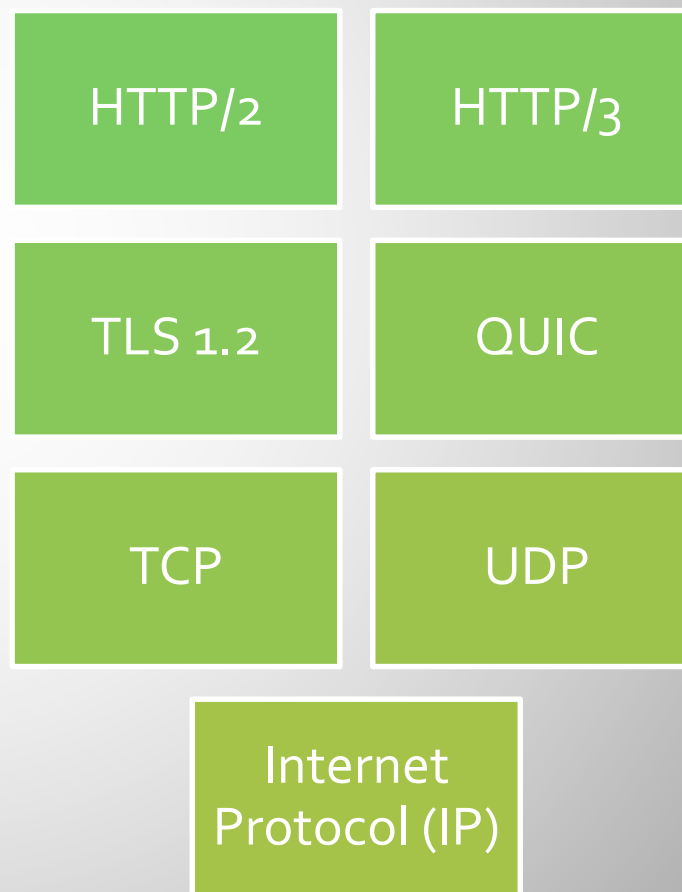 HTTP/2
HTTP/3
TLS 1.2
QUIC
TCP
UDP
Internet
Protocol (IP)